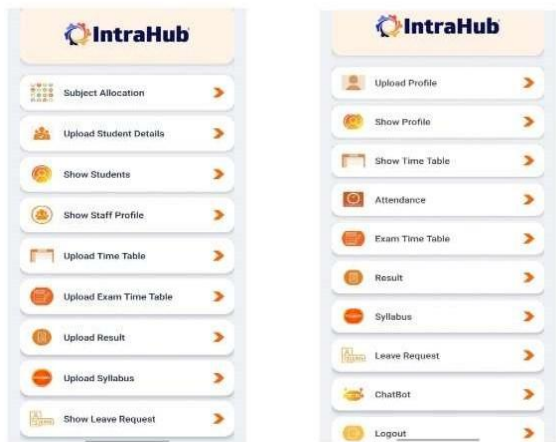 IntraHub
Subject Allocation
Upload Student Details
Show Students
Show Staff Profile
Upload Time Table
Upload Exam Time Table
Upload Result
Upload Syllabus
Show Leave Request
IntraHub
Upload Profile
Show Profile
Show Time Table
Attendance
Exam Time Table
Result
Syllabus
Leave Request
ChatBot
Logout